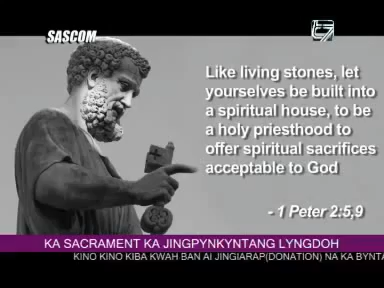 SASCOM
Like living stones, let
yourselves be built into
a spiritual house, to be
a holy priesthood to
offer spiritual sacrifices
acceptable to God
- 1 Peter 2:5,9
KA SACRAMENT KA JINGPYNKYNTANG LYNGDOH
KINO KINO KIBA KWAH BAN AI JINGIARAP(DONATION) NA KA BYNTA